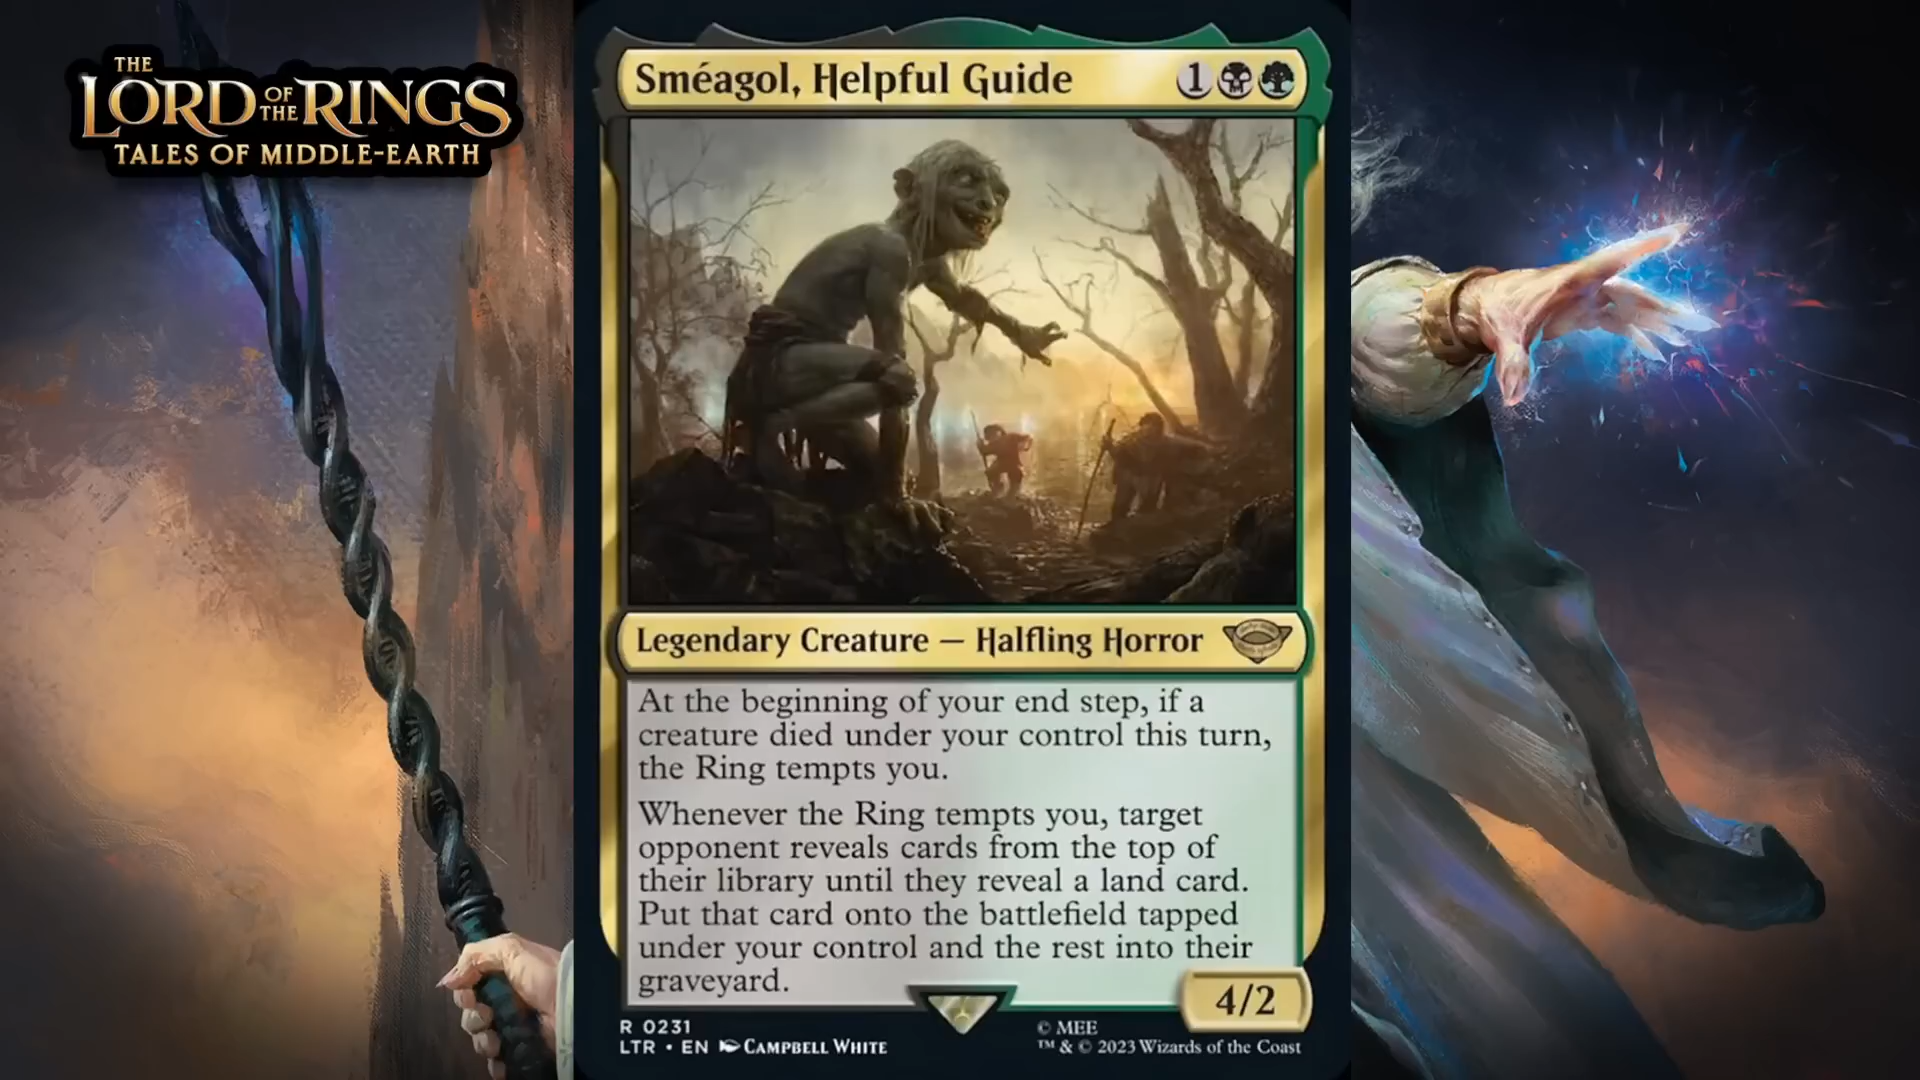 THE
LORD OF THE RINGS
TALES OF MIDDLE-EARTH
Sméagol, Helpful Guide 1
Legendary Creature — Halfling Horror
At the beginning of your end step, if a
creature died under your control this turn,
the Ring tempts you.
Whenever the Ring tempts you, target
opponent reveals cards from the top of
their library until they reveal a land card.
Put that card onto the battlefield tapped
under your control and the rest into their
graveyard.
4/2
R 0231
LTR • EN CAMPBELL WHITE
© MEE
™ & © 2023 Wizards of the Coast